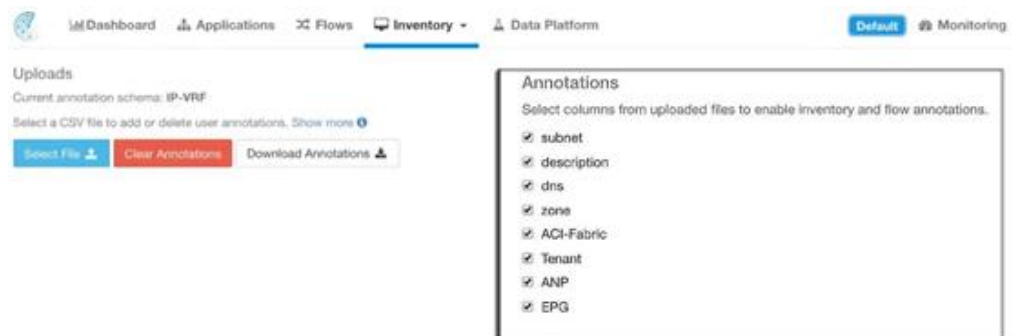 Dashboard Applications Flows Inventory Data Platform Default Monitoring
Uploads
Current annotation schema: IP-VRF
Select a CSV file to add or delete user annotations. Show more
Select File Clear Annotations Download Annotations
Annotations
Select columns from uploaded files to enable inventory and flow annotations.
subnet
description
dns
zone
ACI-Fabric
Tenant
ANP
EPG